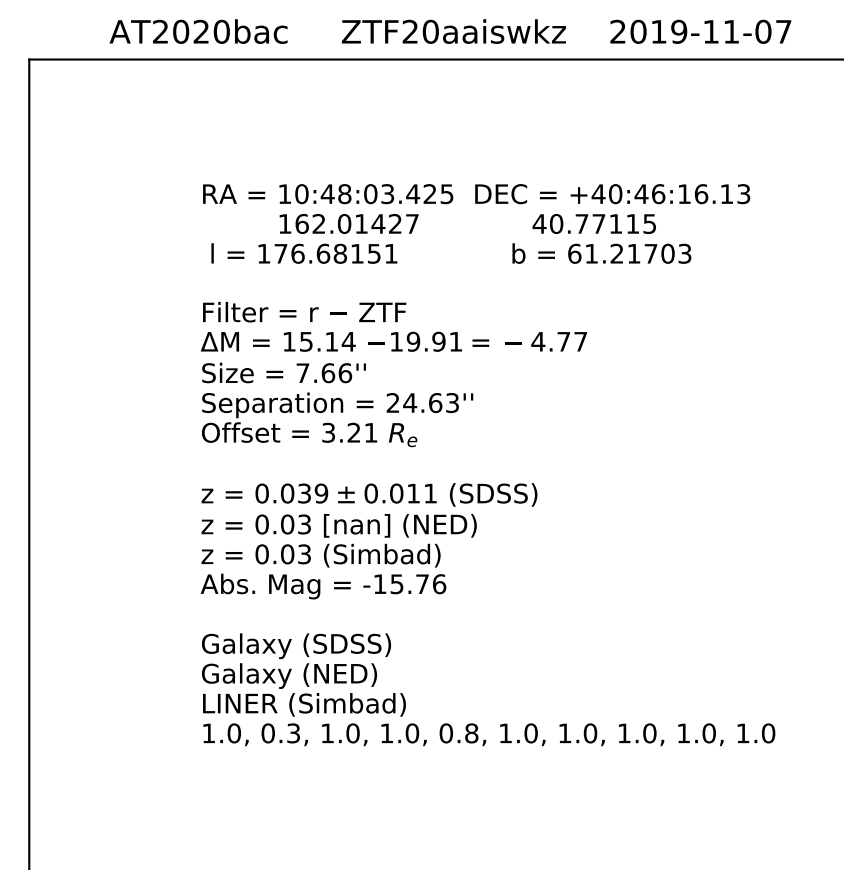 AT2020bac ZTF20aaiswkz 2019-11-07
RA = 10:48:03.425 DEC = +40:46:16.13
162.01427 40.77115
l = 176.68151 b = 61.21703
Filter = r − ZTF
ΔM = 15.14 −19.91 = − 4.77
Size = 7.66''
Separation = 24.63''
Offset = 3.21 Rₑ
z = 0.039 ± 0.011 (SDSS)
z = 0.03 [nan] (NED)
z = 0.03 (Simbad)
Abs. Mag = -15.76
Galaxy (SDSS)
Galaxy (NED)
LINER (Simbad)
1.0, 0.3, 1.0, 1.0, 0.8, 1.0, 1.0, 1.0, 1.0, 1.0